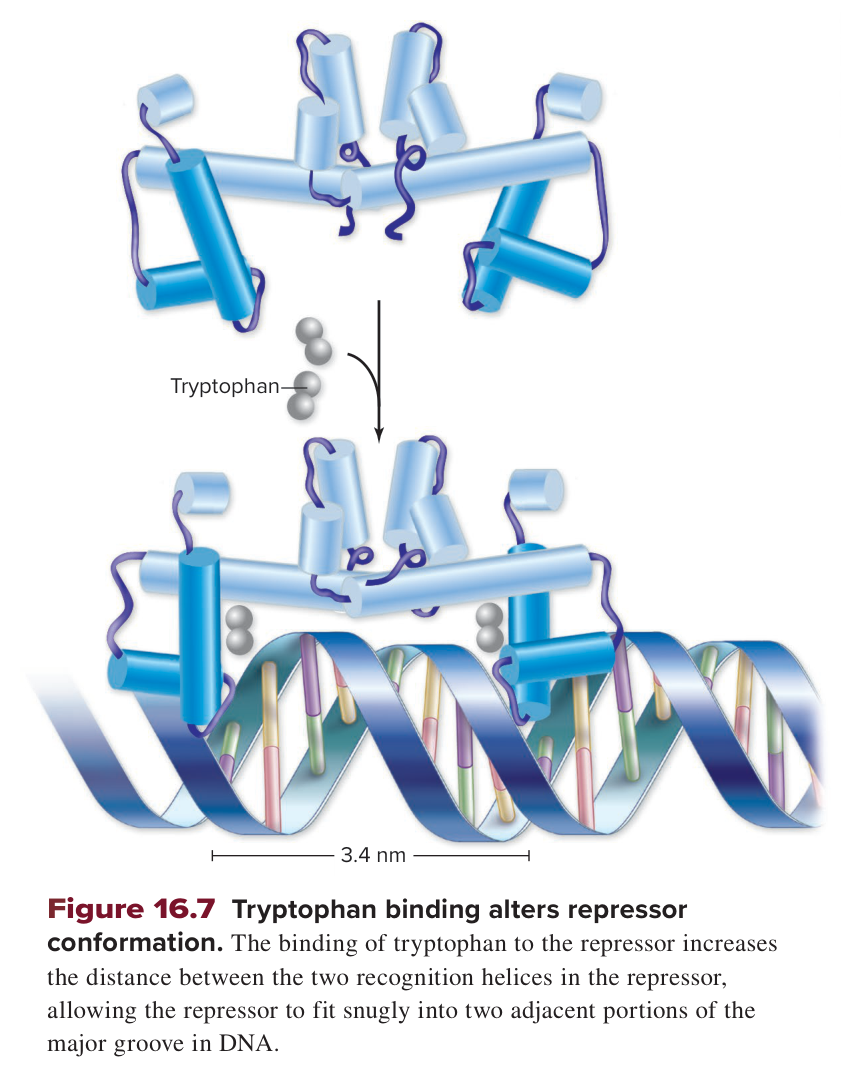 Tryptophan
3.4 nm
Figure 16.7 Tryptophan binding alters repressor
conformation. The binding of tryptophan to the repressor increases
the distance between the two recognition helices in the repressor,
allowing the repressor to fit snugly into two adjacent portions of the
major groove in DNA.